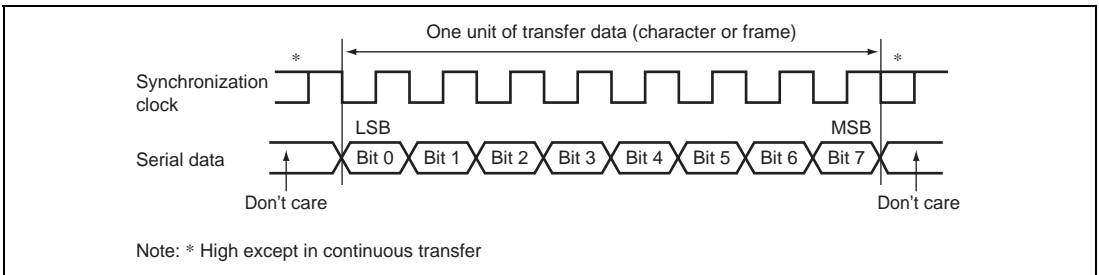 One unit of transfer data (character or frame)
* *
Synchronization
clock
LSB MSB
Serial data Bit 0 Bit 1 Bit 2 Bit 3 Bit 4 Bit 5 Bit 6 Bit 7
Don't care Don't care
Note: * High except in continuous transfer